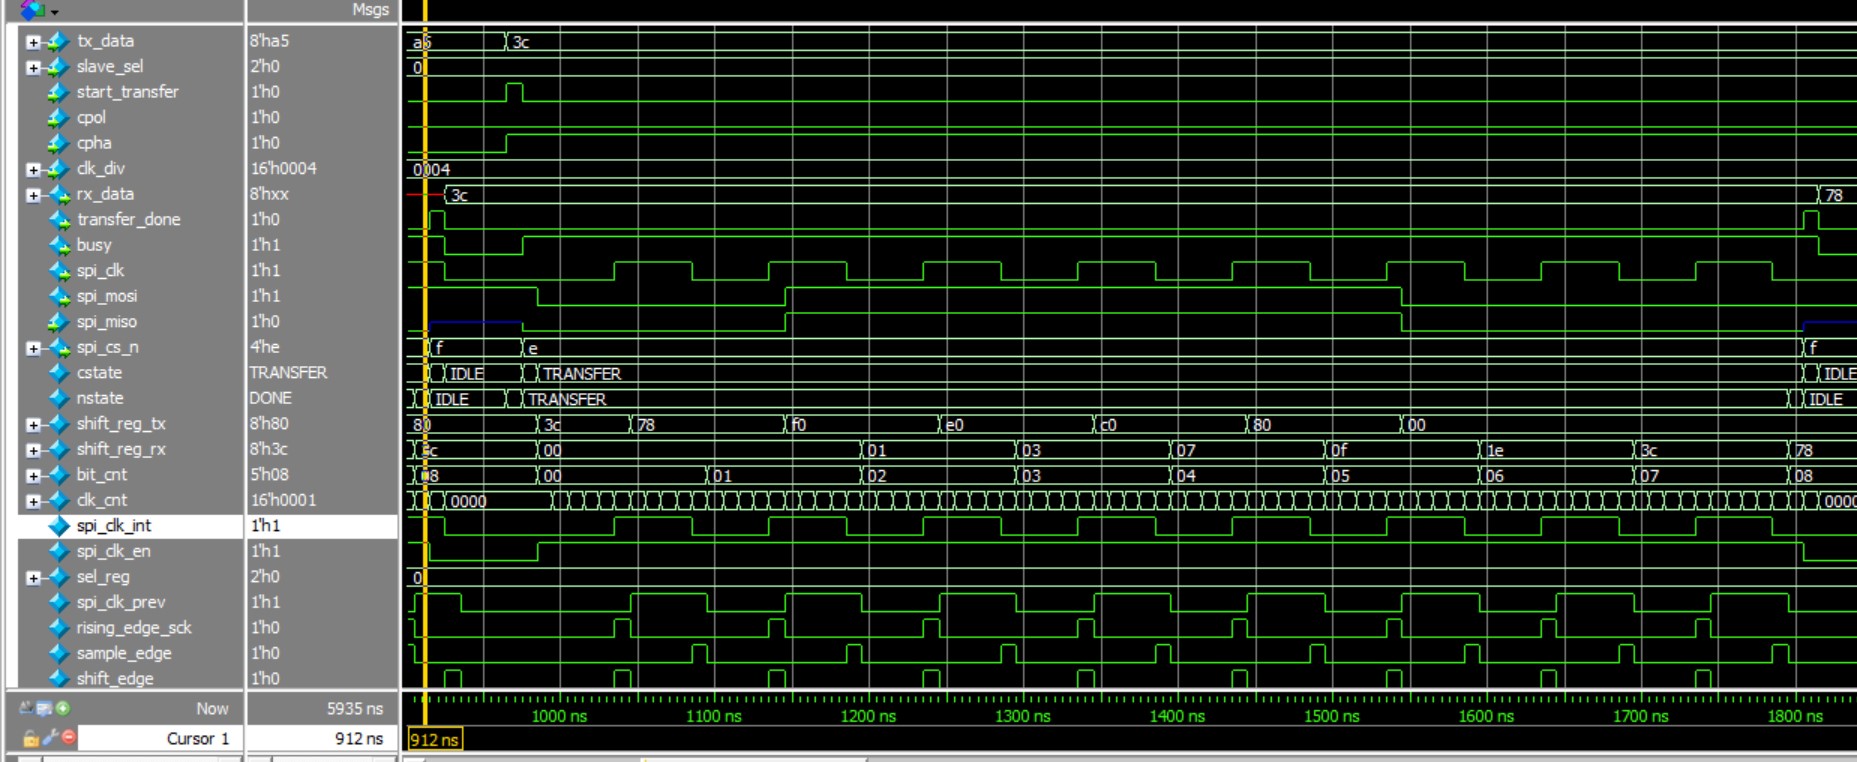 Msgs
tx_data 8'ha5 a5 3c
slave_sel 2'h0 0
start_transfer 1'h0
cpol 1'h0
cpha 1'h0
clk_div 16'h0004 0004
rx_data 8'hxx 3c 78
transfer_done 1'h0
busy 1'h1
spi_clk 1'h1
spi_mosi 1'h1
spi_miso 1'h0
spi_cs_n 4'he f e f
cstate TRANSFER IDLE TRANSFER IDLE
nstate DONE IDLE TRANSFER IDLE
shift_reg_tx 8'h80 80 3c 78 f0 e0 c0 80 00
shift_reg_rx 8'h3c 3c 00 01 03 07 0f 1e 3c 78
bit_cnt 5'h08 08 00 01 02 03 04 05 06 07 08
clk_cnt 16'h0001 0000 0000
spi_clk_int 1'h1
spi_clk_en 1'h1
sel_reg 2'h0 0
spi_clk_prev 1'h1
rising_edge_sck 1'h0
sample_edge 1'h0
shift_edge 1'h0
Now 5935 ns 1000 ns 1100 ns 1200 ns 1300 ns 1400 ns 1500 ns 1600 ns 1700 ns 1800 ns
Cursor 1 912 ns 912 ns